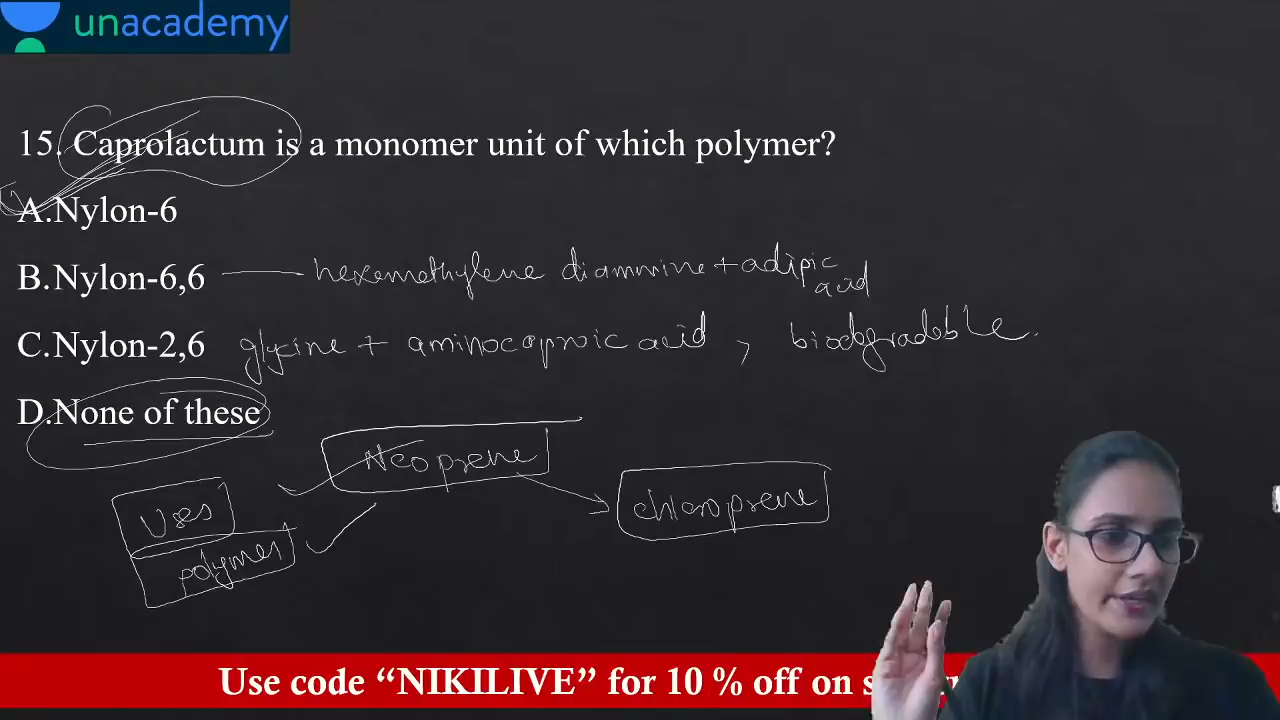 unacademy
15. Caprolactum is a monomer unit of which polymer?
A.Nylon-6
B.Nylon-6,6 hexamethylene diammine + adipic acid
C.Nylon-2,6 glycine + aminocaproic acid, biodegradable.
D.None of these
Neoprene
Uses
chloroprene
polymer
Use code “NIKILIVE” for 10 % off on